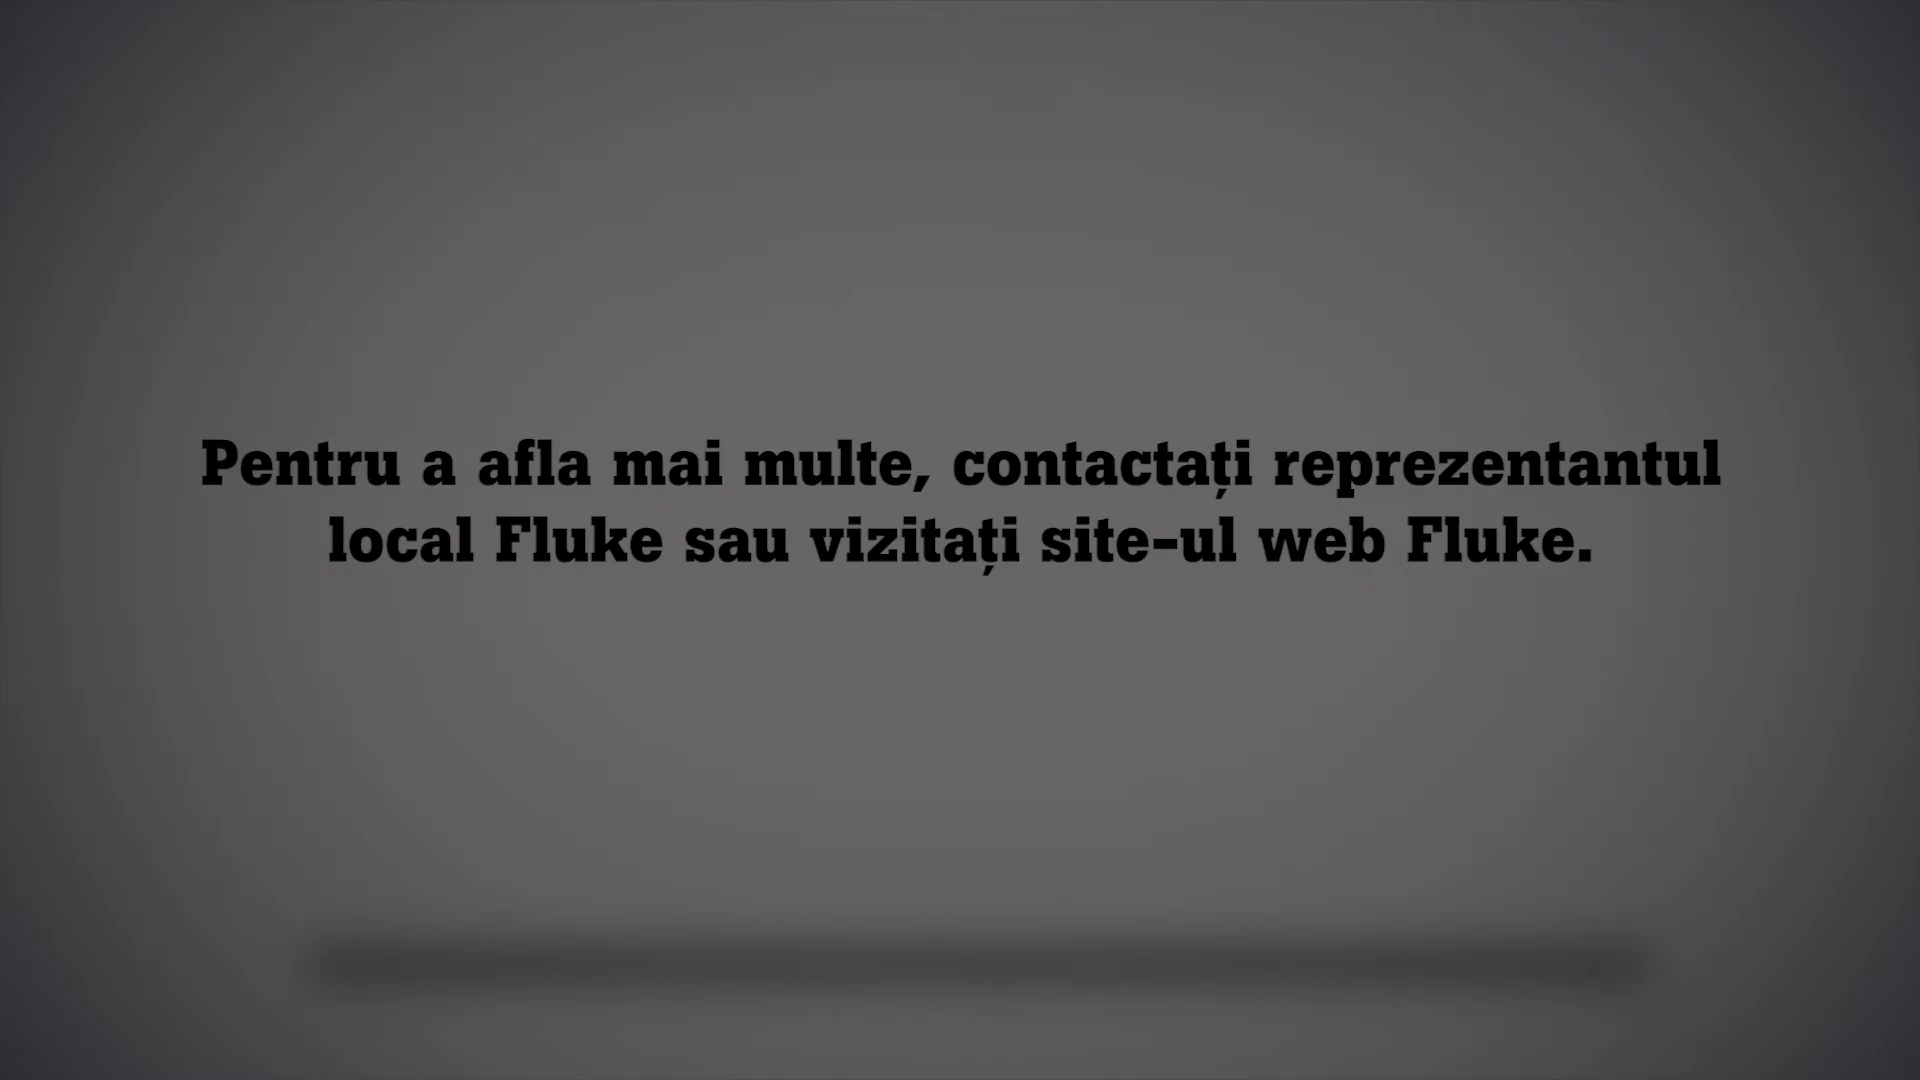 Pentru a afla mai multe, contactați reprezentantul
local Fluke sau vizitați site-ul web Fluke.